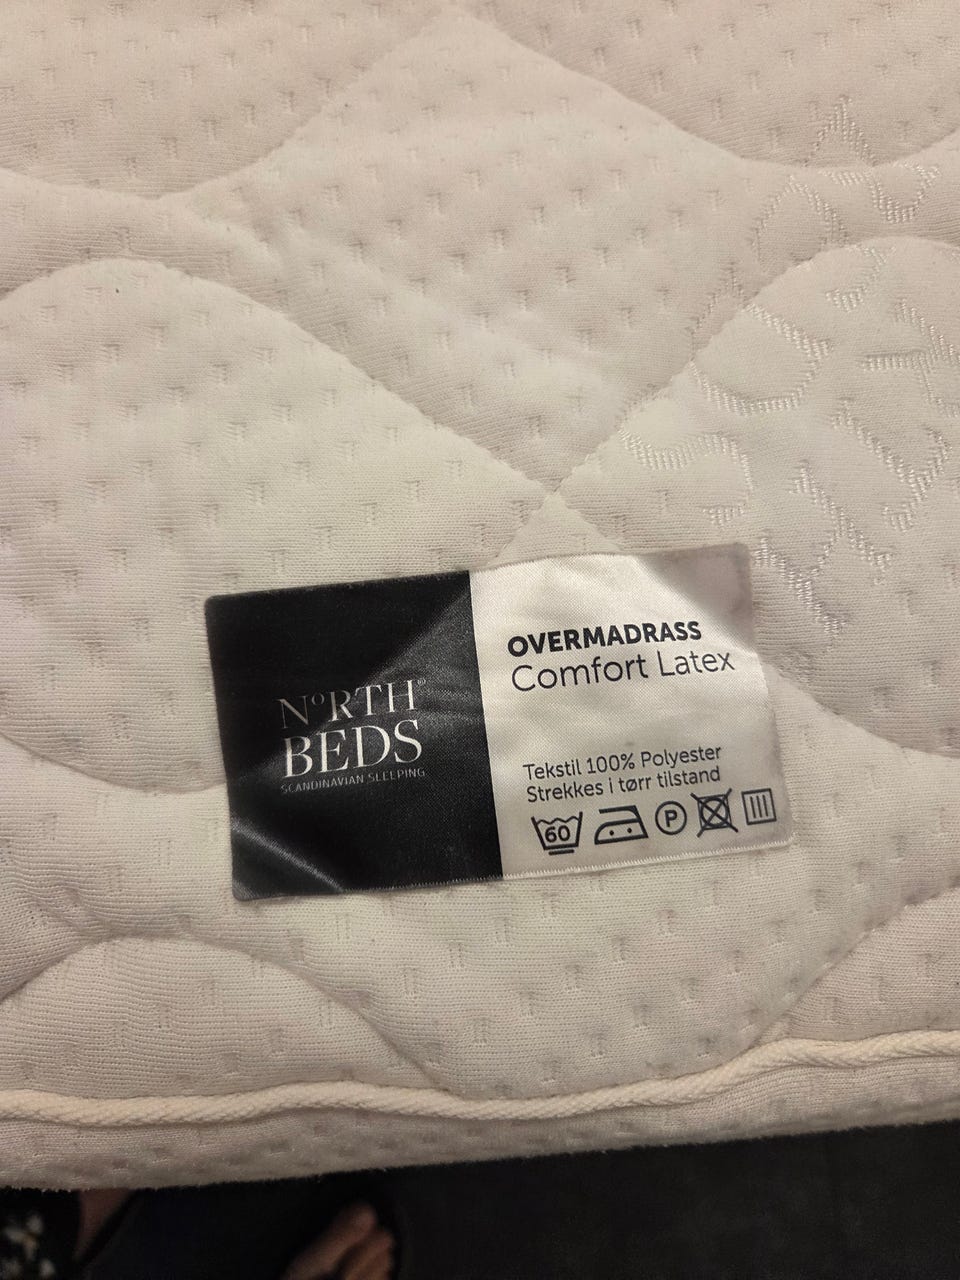 NORTH®
BEDS
SCANDINAVIAN SLEEPING
OVERMADRASS
Comfort Latex
Tekstil 100% Polyester
Strekkes i tørr tilstand
60
P